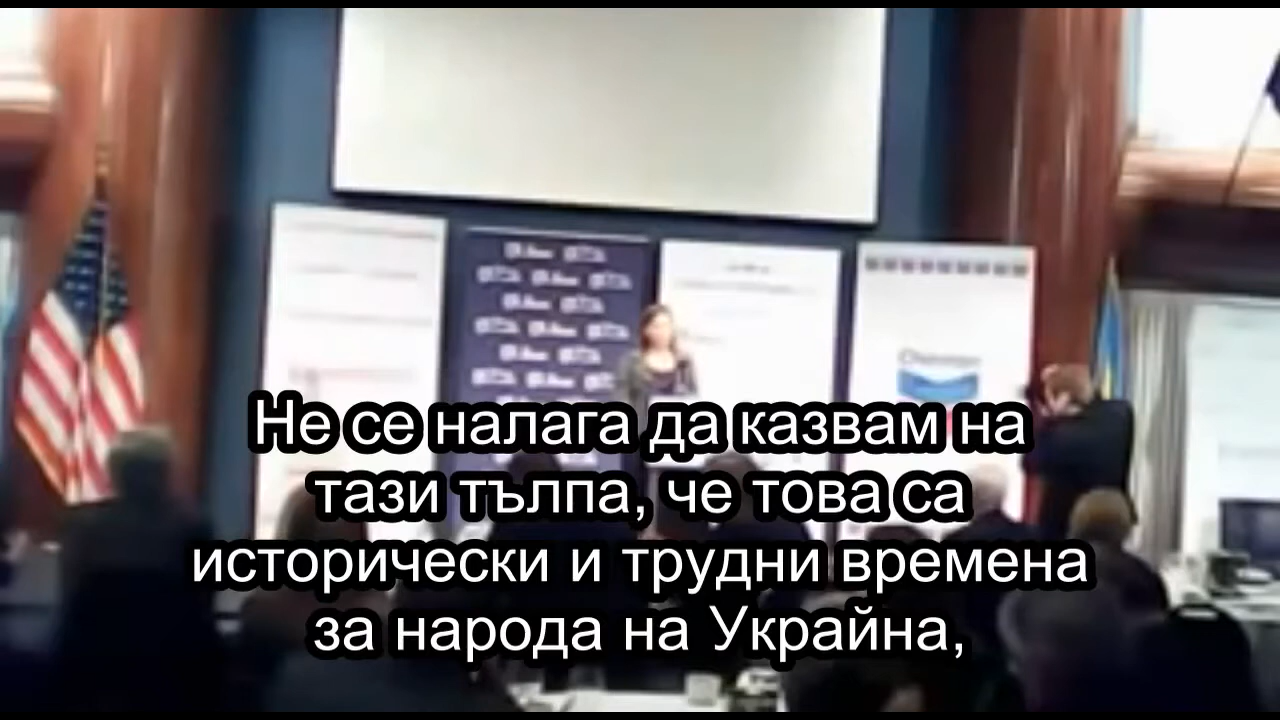 Не се налага да казвам на
тази тълпа, че това са
исторически и трудни времена
за народа на Украйна,